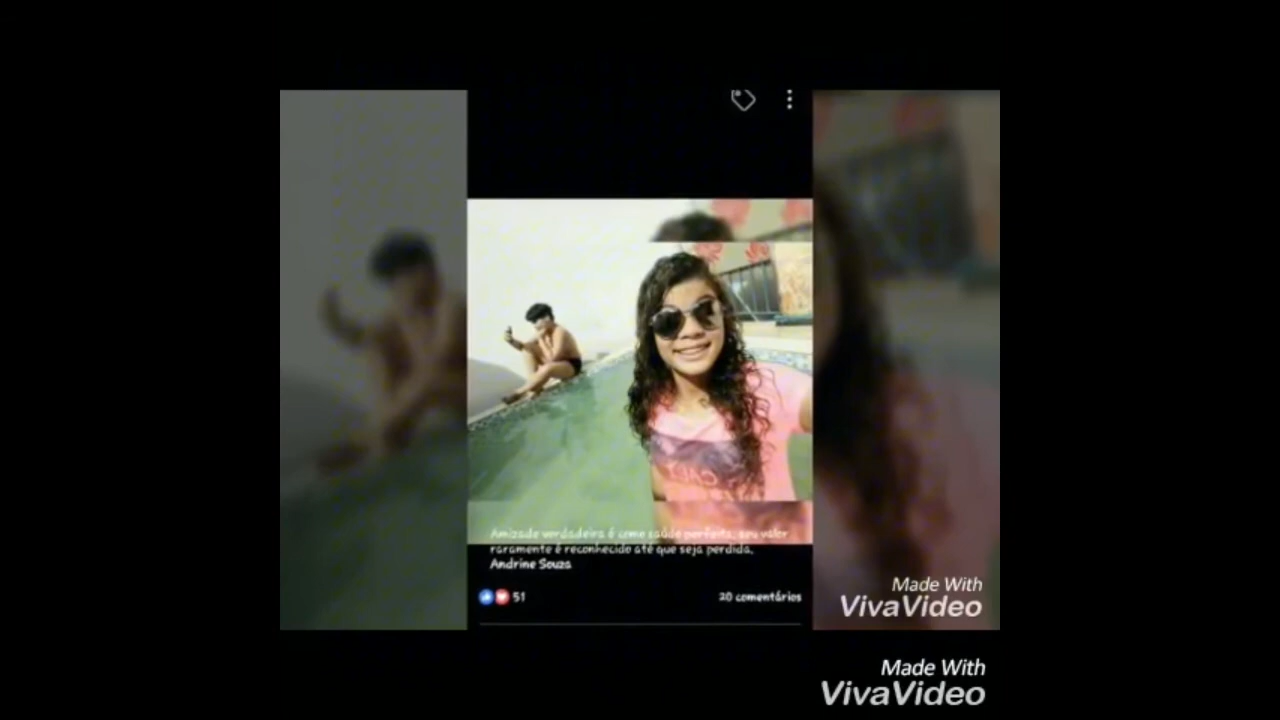 Amizade verdadeira é como saúde perfeita, seu valor
raramente é reconhecido até que seja perdida.
Andrine Souza
51
20 comentários
Made With
VivaVideo
Made With
VivaVideo